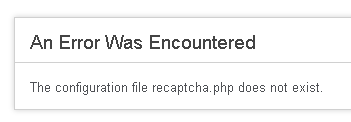 An Error Was Encountered
The configuration file recaptcha.php does not exist.